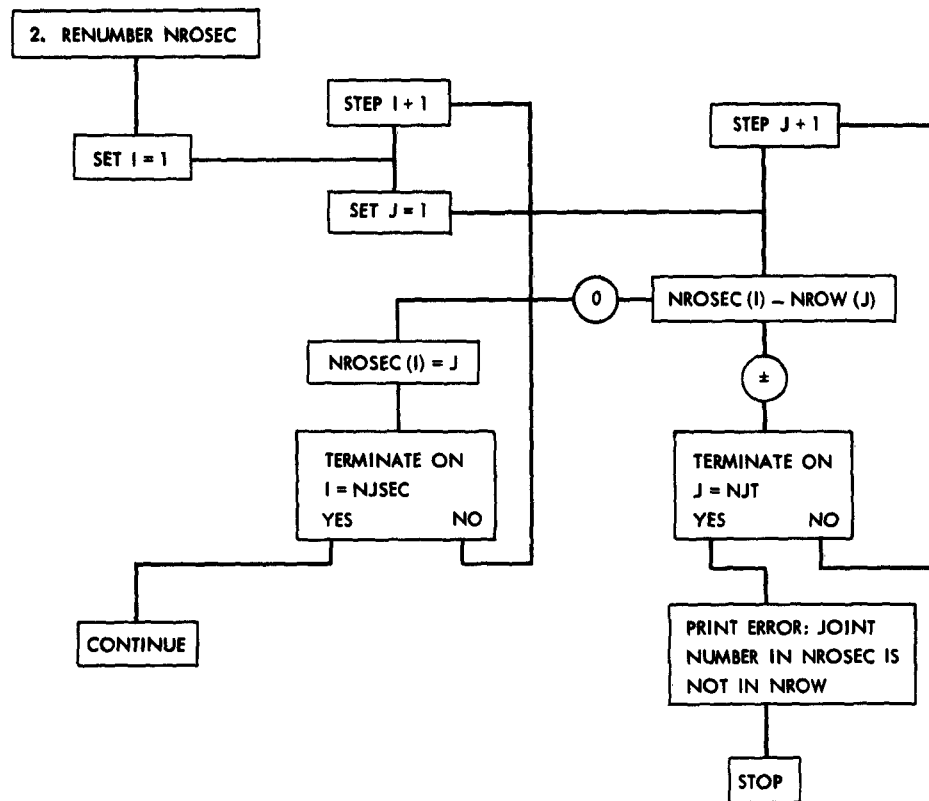 2. RENUMBER NROSEC
STEP I + 1
STEP J + 1
SET I = 1
SET J = 1
0
NROSEC (I) – NROW (J)
NROSEC (I) = J
±
TERMINATE ON
I = NJSEC
YES NO
TERMINATE ON
J = NJT
YES NO
CONTINUE
PRINT ERROR: JOINT
NUMBER IN NROSEC IS
NOT IN NROW
STOP